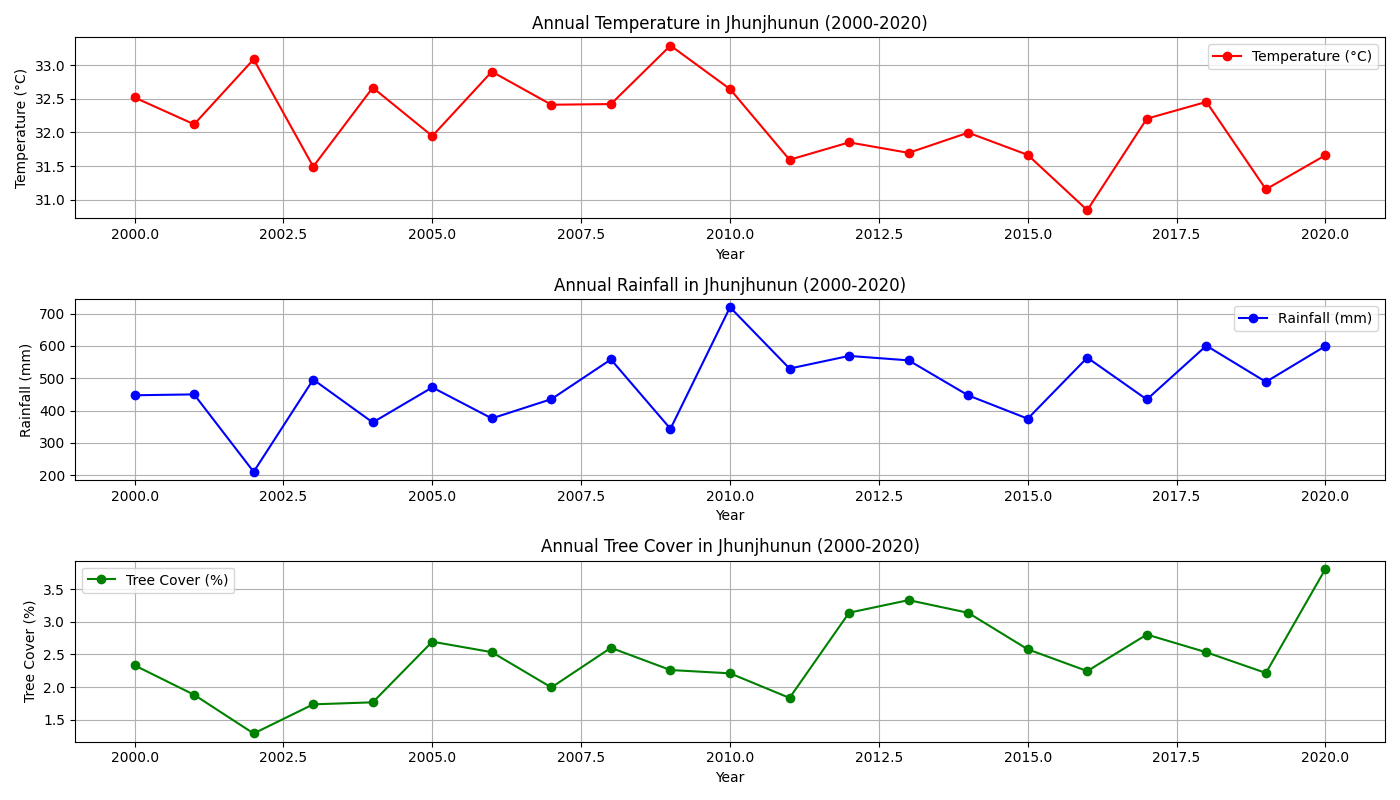 Annual Temperature in Jhunjhunun (2000-2020)
Temperature (°C)
33.0
32.5
32.0
31.5
31.0
Temperature (°C)
2000.0 2002.5 2005.0 2007.5 2010.0 2012.5 2015.0 2017.5 2020.0
Year
Annual Rainfall in Jhunjhunun (2000-2020)
Rainfall (mm)
700
600
500
400
300
200
Rainfall (mm)
2000.0 2002.5 2005.0 2007.5 2010.0 2012.5 2015.0 2017.5 2020.0
Year
Annual Tree Cover in Jhunjhunun (2000-2020)
Tree Cover (%)
3.5
3.0
2.5
2.0
1.5
Tree Cover (%)
2000.0 2002.5 2005.0 2007.5 2010.0 2012.5 2015.0 2017.5 2020.0
Year